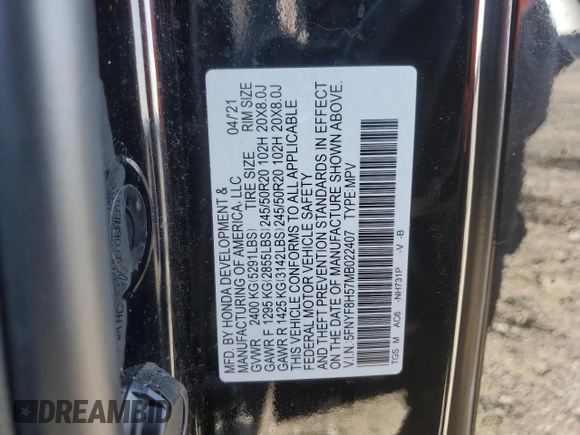 MFD. BY HONDA DEVELOPMENT & 04/21
MANUFACTURING OF AMERICA, LLC
GVWR 2400 KG(5291LBS) TIRE SIZE RIM SIZE
GAWR F 1295 KG(2855LBS) 245/50R20 102H 20X8.0J
GAWR R 1425 KG(3142LBS) 245/50R20 102H 20X8.0J
THIS VEHICLE CONFORMS TO ALL APPLICABLE
FEDERAL MOTOR VEHICLE SAFETY
AND THEFT PREVENTION STANDARDS IN EFFECT
ON THE DATE OF MANUFACTURE SHOWN ABOVE.
V.I.N: 5FNYF8H57MB022407 TYPE:MPV
TGS M AC6 -NH731P -V -B
DREAMBID